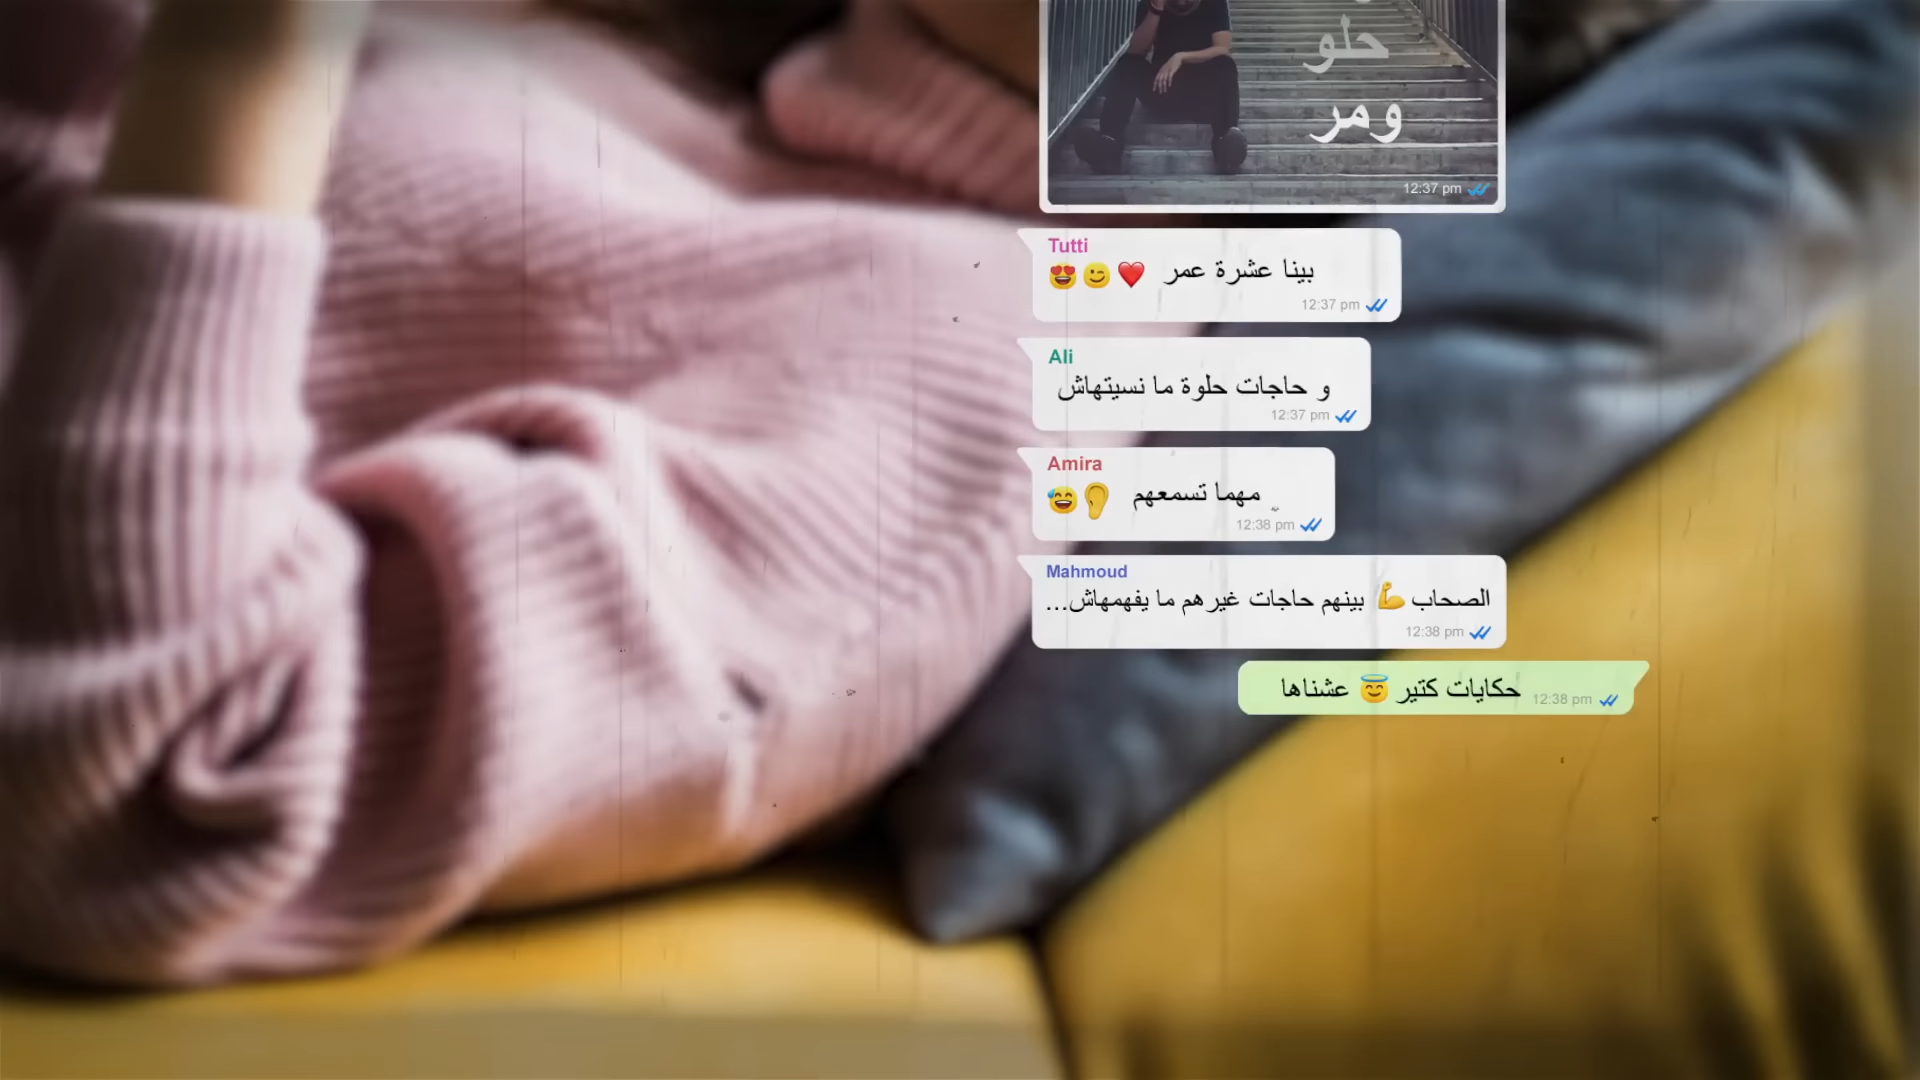 حلو
ومر
12:37 pm
Tutti
بينا عشرة عمر ❤️😉😍
12:37 pm
Ali
و حاجات حلوة ما نسيتهاش
12:37 pm
Amira
مهما تسمعهم 👂😅
12:38 pm
Mahmoud
الصحاب 💪 بينهم حاجات غيرهم ما يفهمهاش...
12:38 pm
حكايات كتير 😇 عشناها
12:38 pm